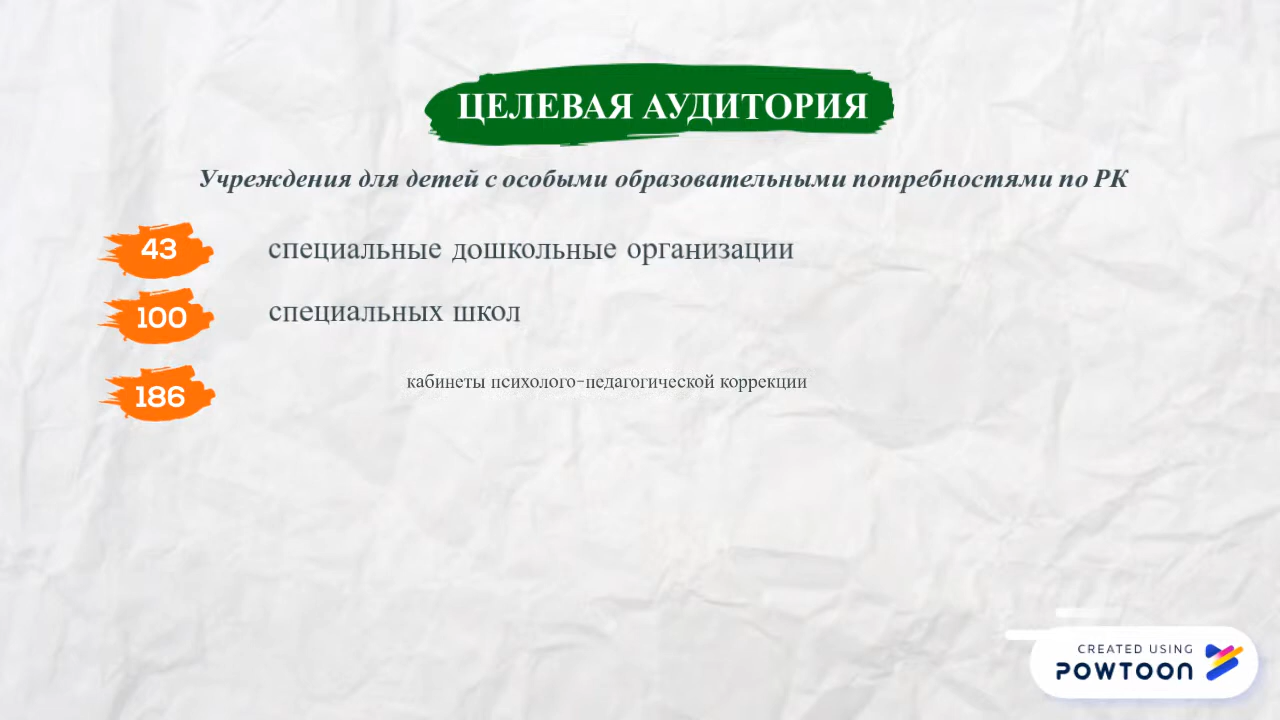 ЦЕЛЕВАЯ АУДИТОРИЯ
Учреждения для детей с особыми образовательными потребностями по РК
43 специальные дошкольные организации
100 специальных школ
186 кабинеты психолого-педагогической коррекции
CREATED USING
POWTOON